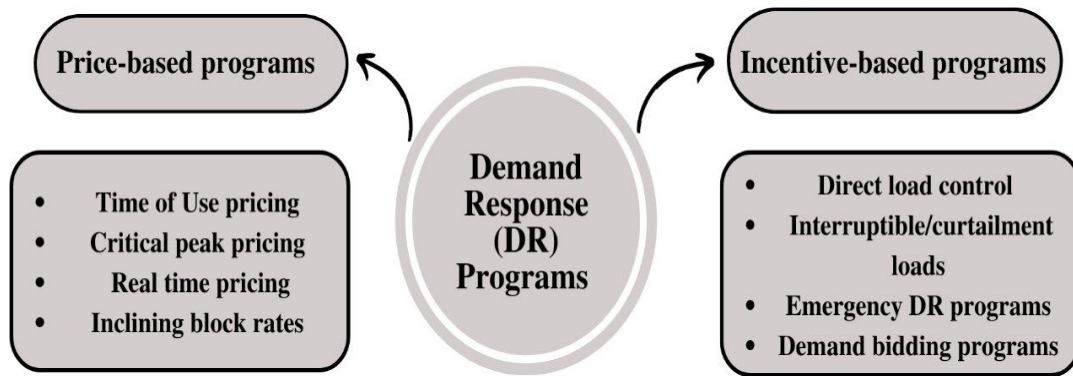 Price-based programs
• Time of Use pricing
• Critical peak pricing
• Real time pricing
• Inclining block rates
Demand
Response
(DR)
Programs
Incentive-based programs
• Direct load control
• Interruptible/curtailment
loads
• Emergency DR programs
• Demand bidding programs